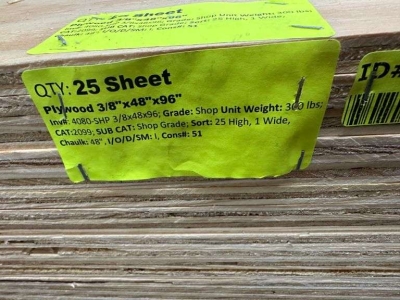 QTY: 25 Sheet
Plywood 3/8"x48"x96"
Inv#: 4080-SHP 3/8x48x96; Grade: Shop Unit Weight: 300 lbs;
CAT:2099; SUB CAT: Shop Grade; Sort: 25 High, 1 Wide,
Chaulk: 48", I/O/D/SM: I, Cons#: 51
ID#